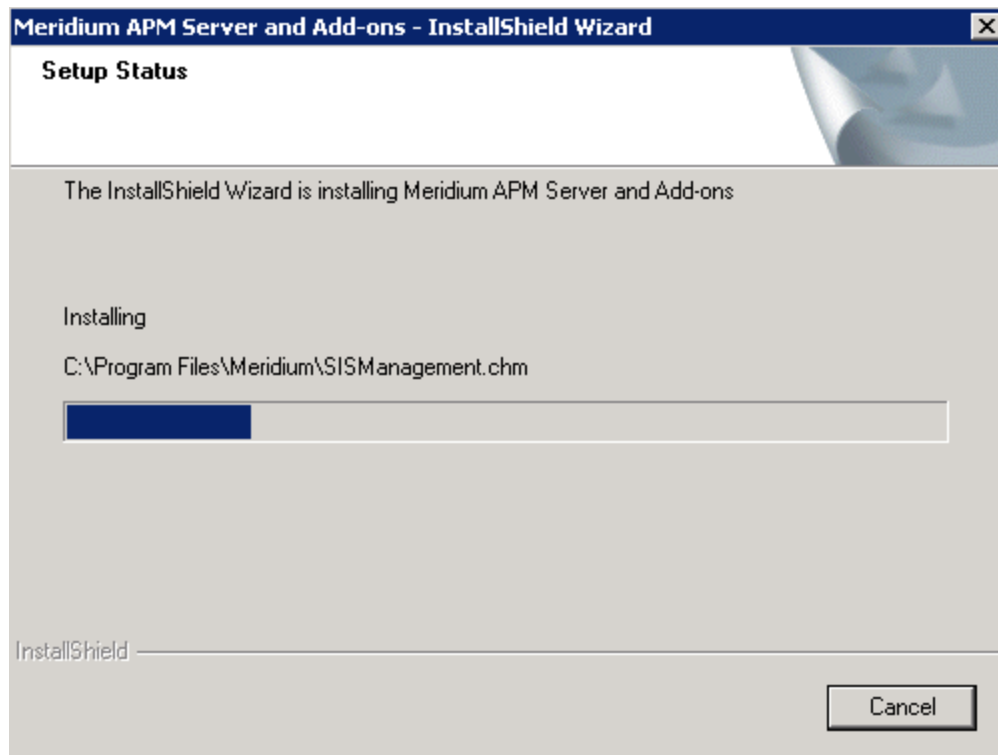 Meridium APM Server and Add-ons - InstallShield Wizard
Setup Status
The InstallShield Wizard is installing Meridium APM Server and Add-ons
Installing
C:\Program Files\Meridium\SISManagement.chm
InstallShield
Cancel